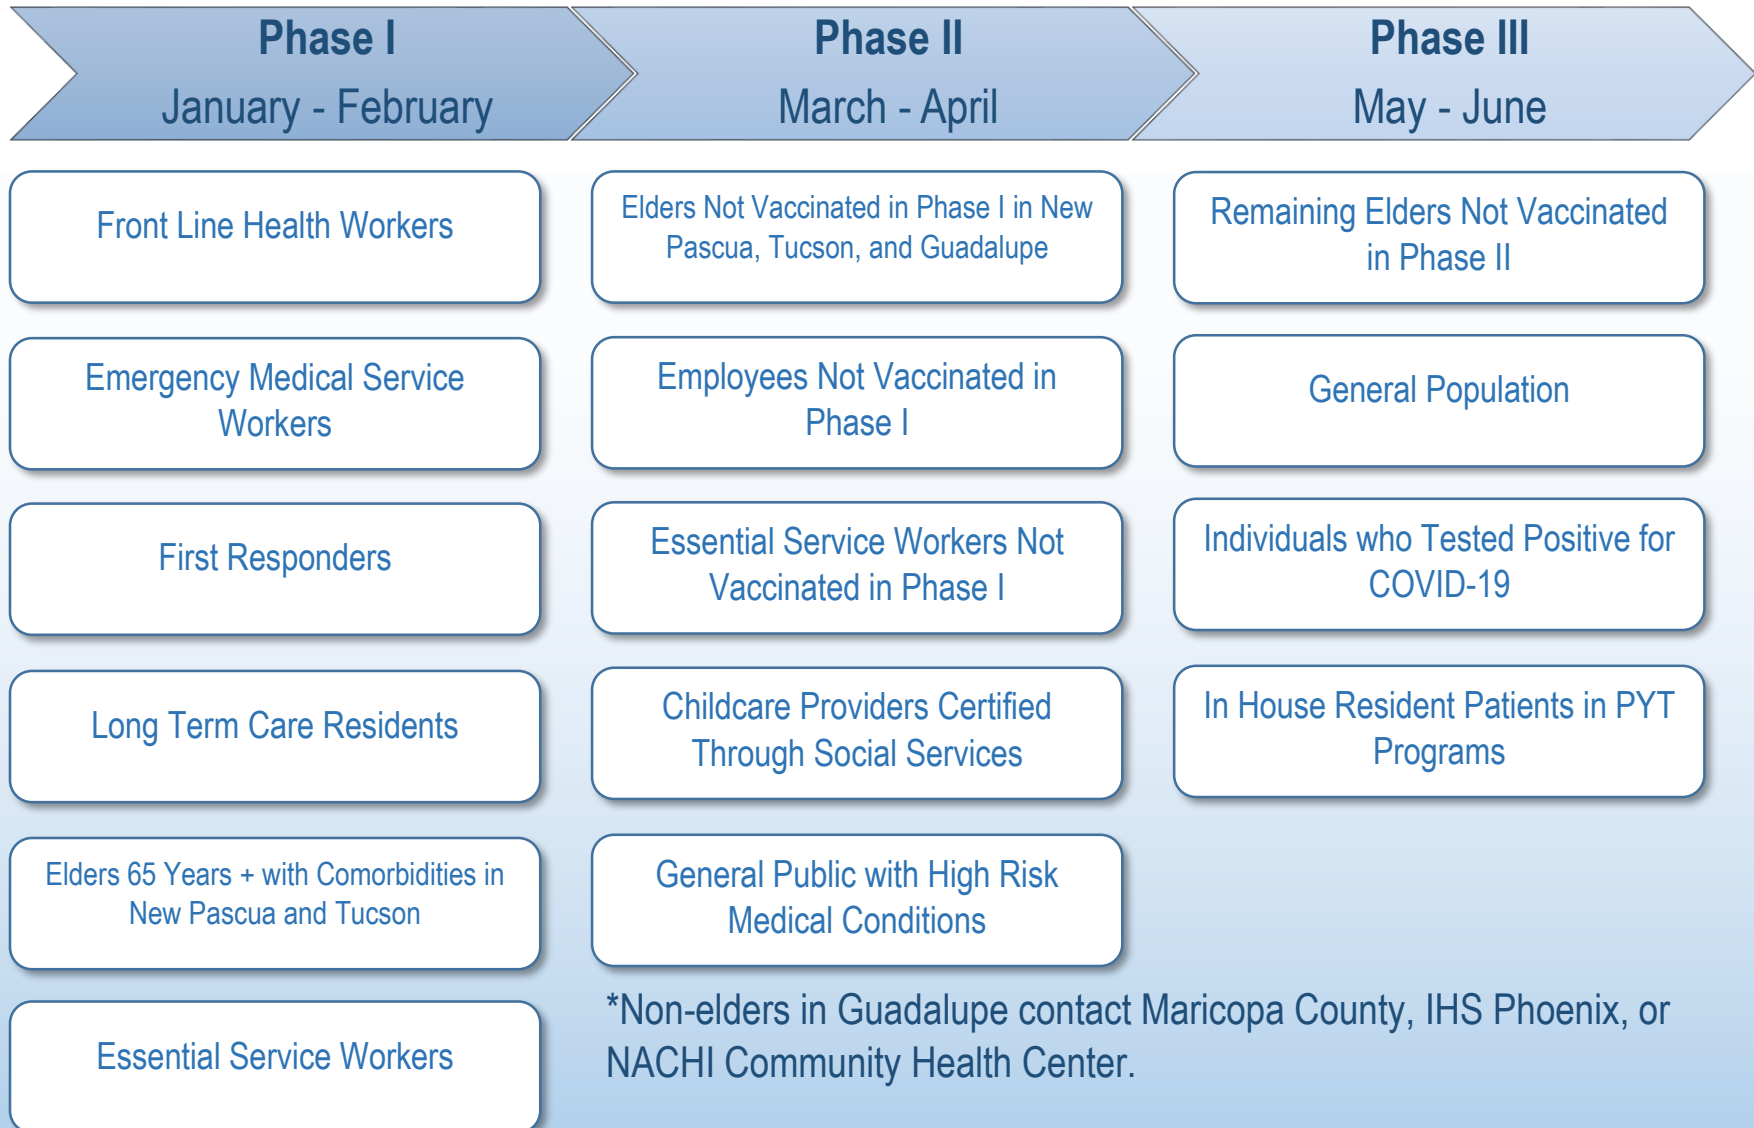 Phase I
January - February
Phase II
March - April
Phase III
May - June
Front Line Health Workers
Emergency Medical Service
Workers
First Responders
Long Term Care Residents
Elders 65 Years + with Comorbidities in
New Pascua and Tucson
Essential Service Workers
Elders Not Vaccinated in Phase I in New
Pascua, Tucson, and Guadalupe
Employees Not Vaccinated in
Phase I
Essential Service Workers Not
Vaccinated in Phase I
Childcare Providers Certified
Through Social Services
General Public with High Risk
Medical Conditions
Remaining Elders Not Vaccinated
in Phase II
General Population
Individuals who Tested Positive for
COVID-19
In House Resident Patients in PYT
Programs
*Non-elders in Guadalupe contact Maricopa County, IHS Phoenix, or
NACHI Community Health Center.